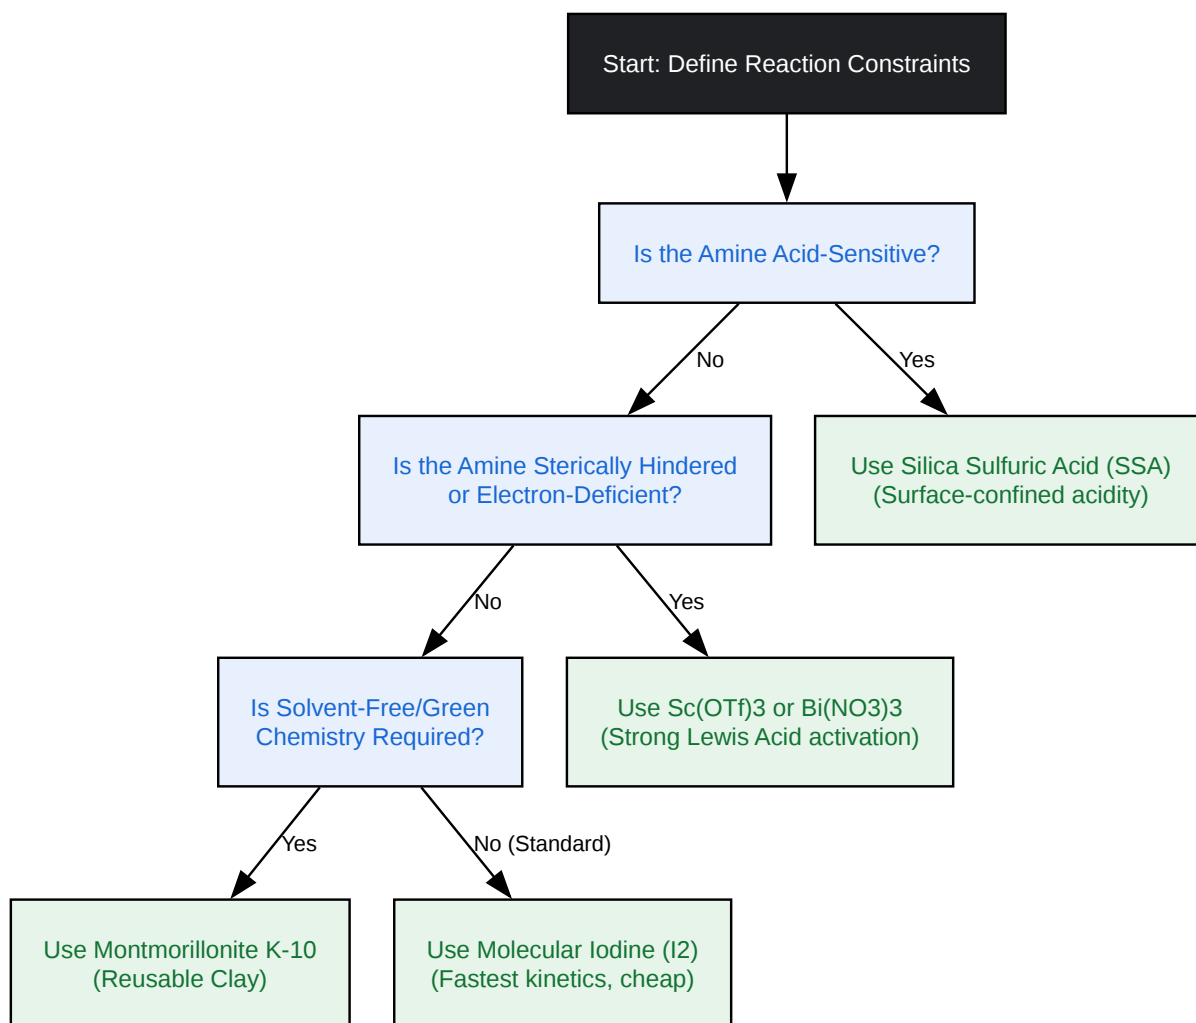 Start: Define Reaction Constraints
Is the Amine Acid-Sensitive?
No
Yes
Is the Amine Sterically Hindered
or Electron-Deficient?
Use Silica Sulfuric Acid (SSA)
(Surface-confined acidity)
No
Yes
Is Solvent-Free/Green
Chemistry Required?
Use Sc(OTf)3 or Bi(NO3)3
(Strong Lewis Acid activation)
Yes
No (Standard)
Use Montmorillonite K-10
(Reusable Clay)
Use Molecular Iodine (I2)
(Fastest kinetics, cheap)